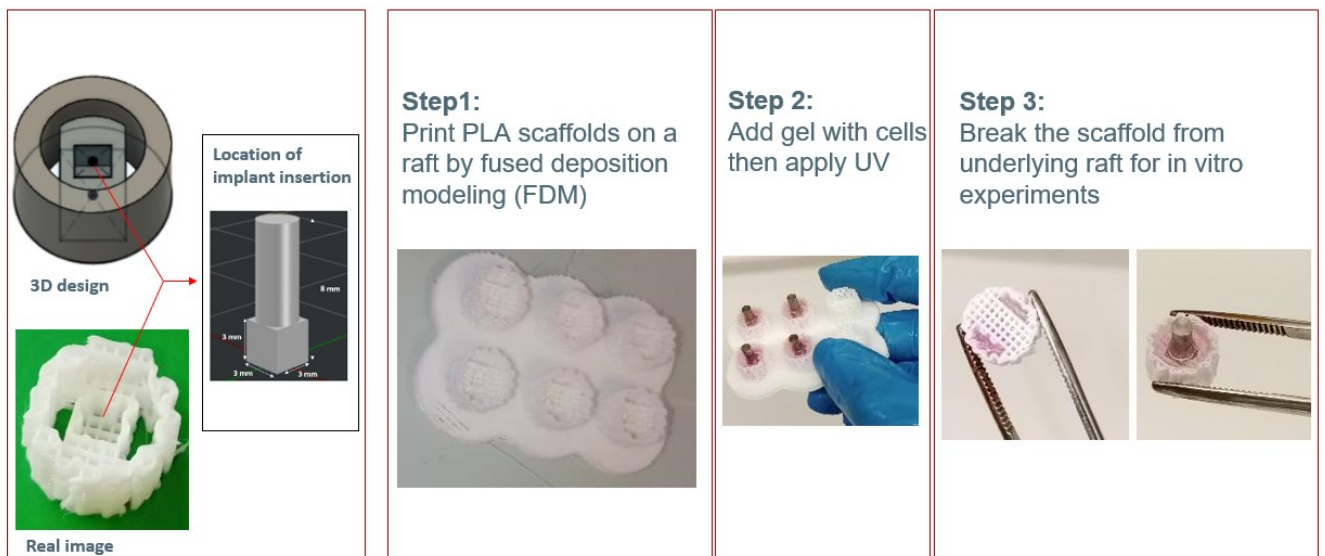 3D design
Real image
Location of
implant insertion
8 mm
3 mm
3 mm
3 mm
Step1:
Print PLA scaffolds on a
raft by fused deposition
modeling (FDM)
Step 2:
Add gel with cells
then apply UV
Step 3:
Break the scaffold from
underlying raft for in vitro
experiments